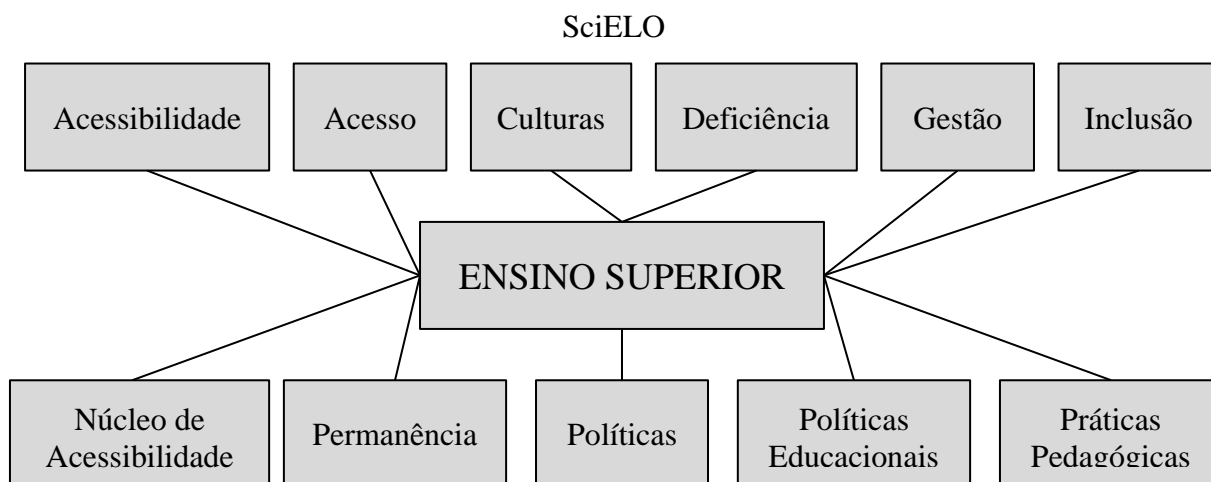 SciELO
Acessibilidade
Acesso
Culturas
Deficiência
Gestão
Inclusão
ENSINO SUPERIOR
Núcleo de
Acessibilidade
Permanência
Políticas
Políticas
Educacionais
Práticas
Pedagógicas